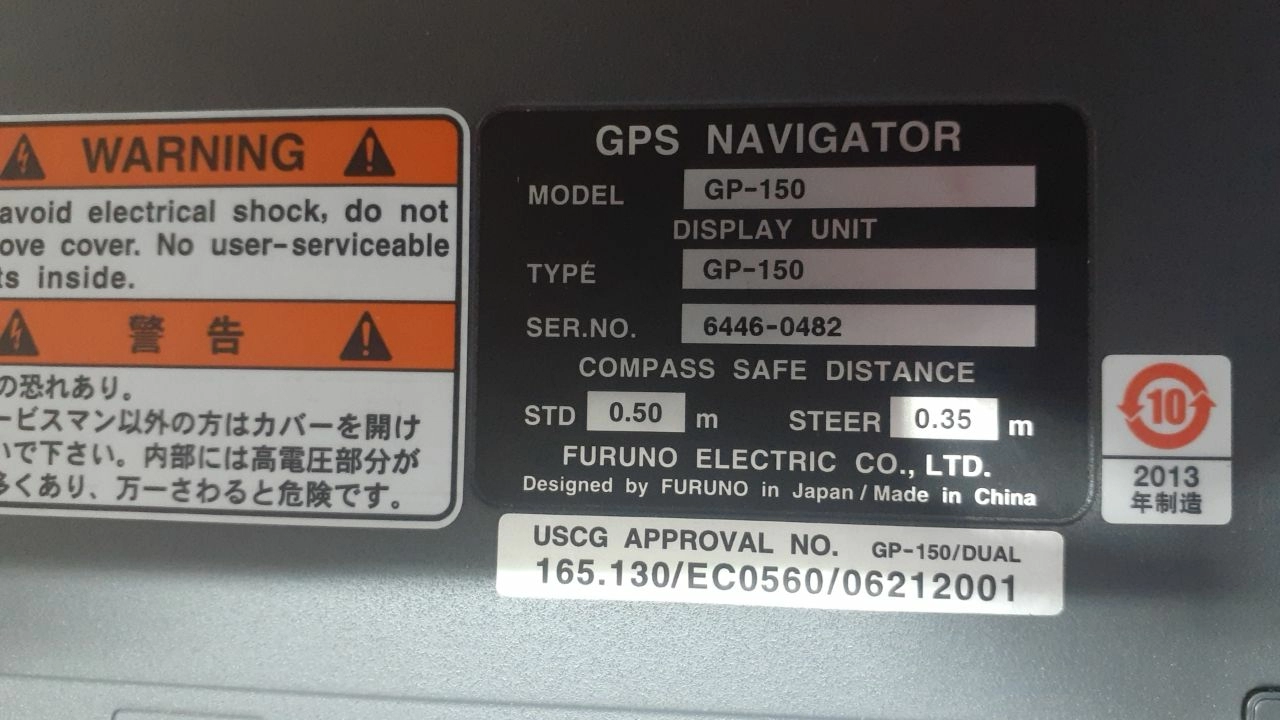 WARNING
avoid electrical shock, do not
ove cover. No user-serviceable
ts inside.
警 告
の恐れあり。
ービスマン以外の方はカバーを開け
いで下さい。内部には高電圧部分が
多くあり、万一さわると危険です。
GPS NAVIGATOR
MODEL GP-150
DISPLAY UNIT
TYPE GP-150
SER.NO. 6446-0482
COMPASS SAFE DISTANCE
STD 0.50 m STEER 0.35 m
FURUNO ELECTRIC CO., LTD.
Designed by FURUNO in Japan / Made in China
USCG APPROVAL NO. GP-150/DUAL
165.130/EC0560/06212001
10
2013
年制造